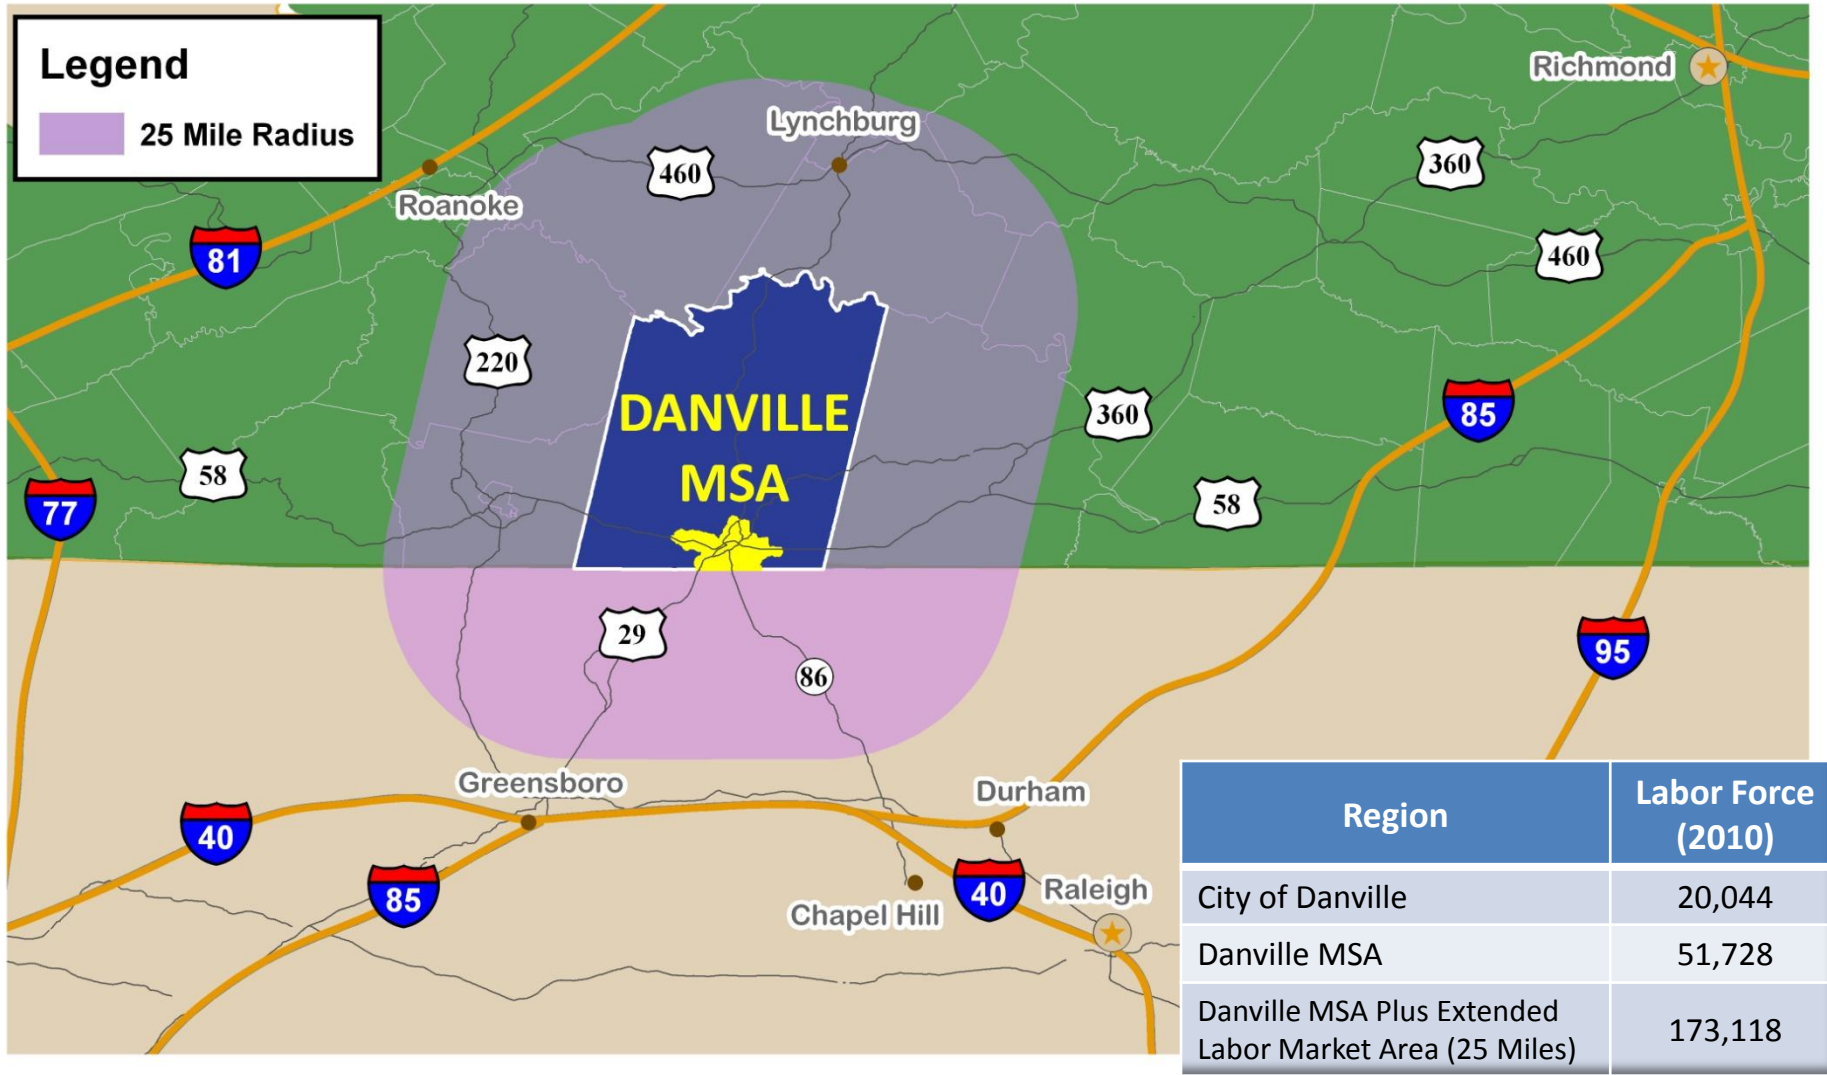 Legend
25 Mile Radius
Richmond
Lynchburg
460
360
Roanoke
81
460
220
DANVILLE
MSA
360
85
58
58
77
29
95
86
Greensboro
Durham
40
85
40
Raleigh
Chapel Hill
Region
Labor Force
(2010)
City of Danville
20,044
Danville MSA
51,728
Danville MSA Plus Extended
Labor Market Area (25 Miles)
173,118